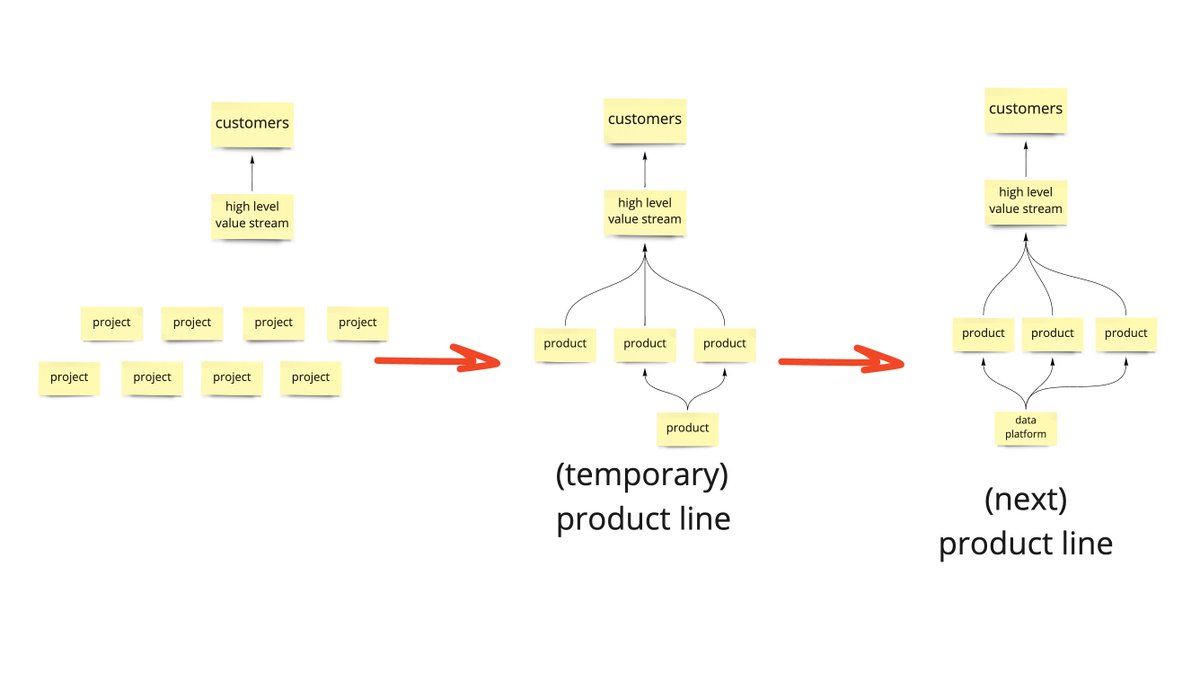 customers
high level
value stream
project
project
project
project
project
project
project
project
customers
high level
value stream
product
product
product
product
(temporary)
product line
customers
high level
value stream
product
product
product
data
platform
(next)
product line